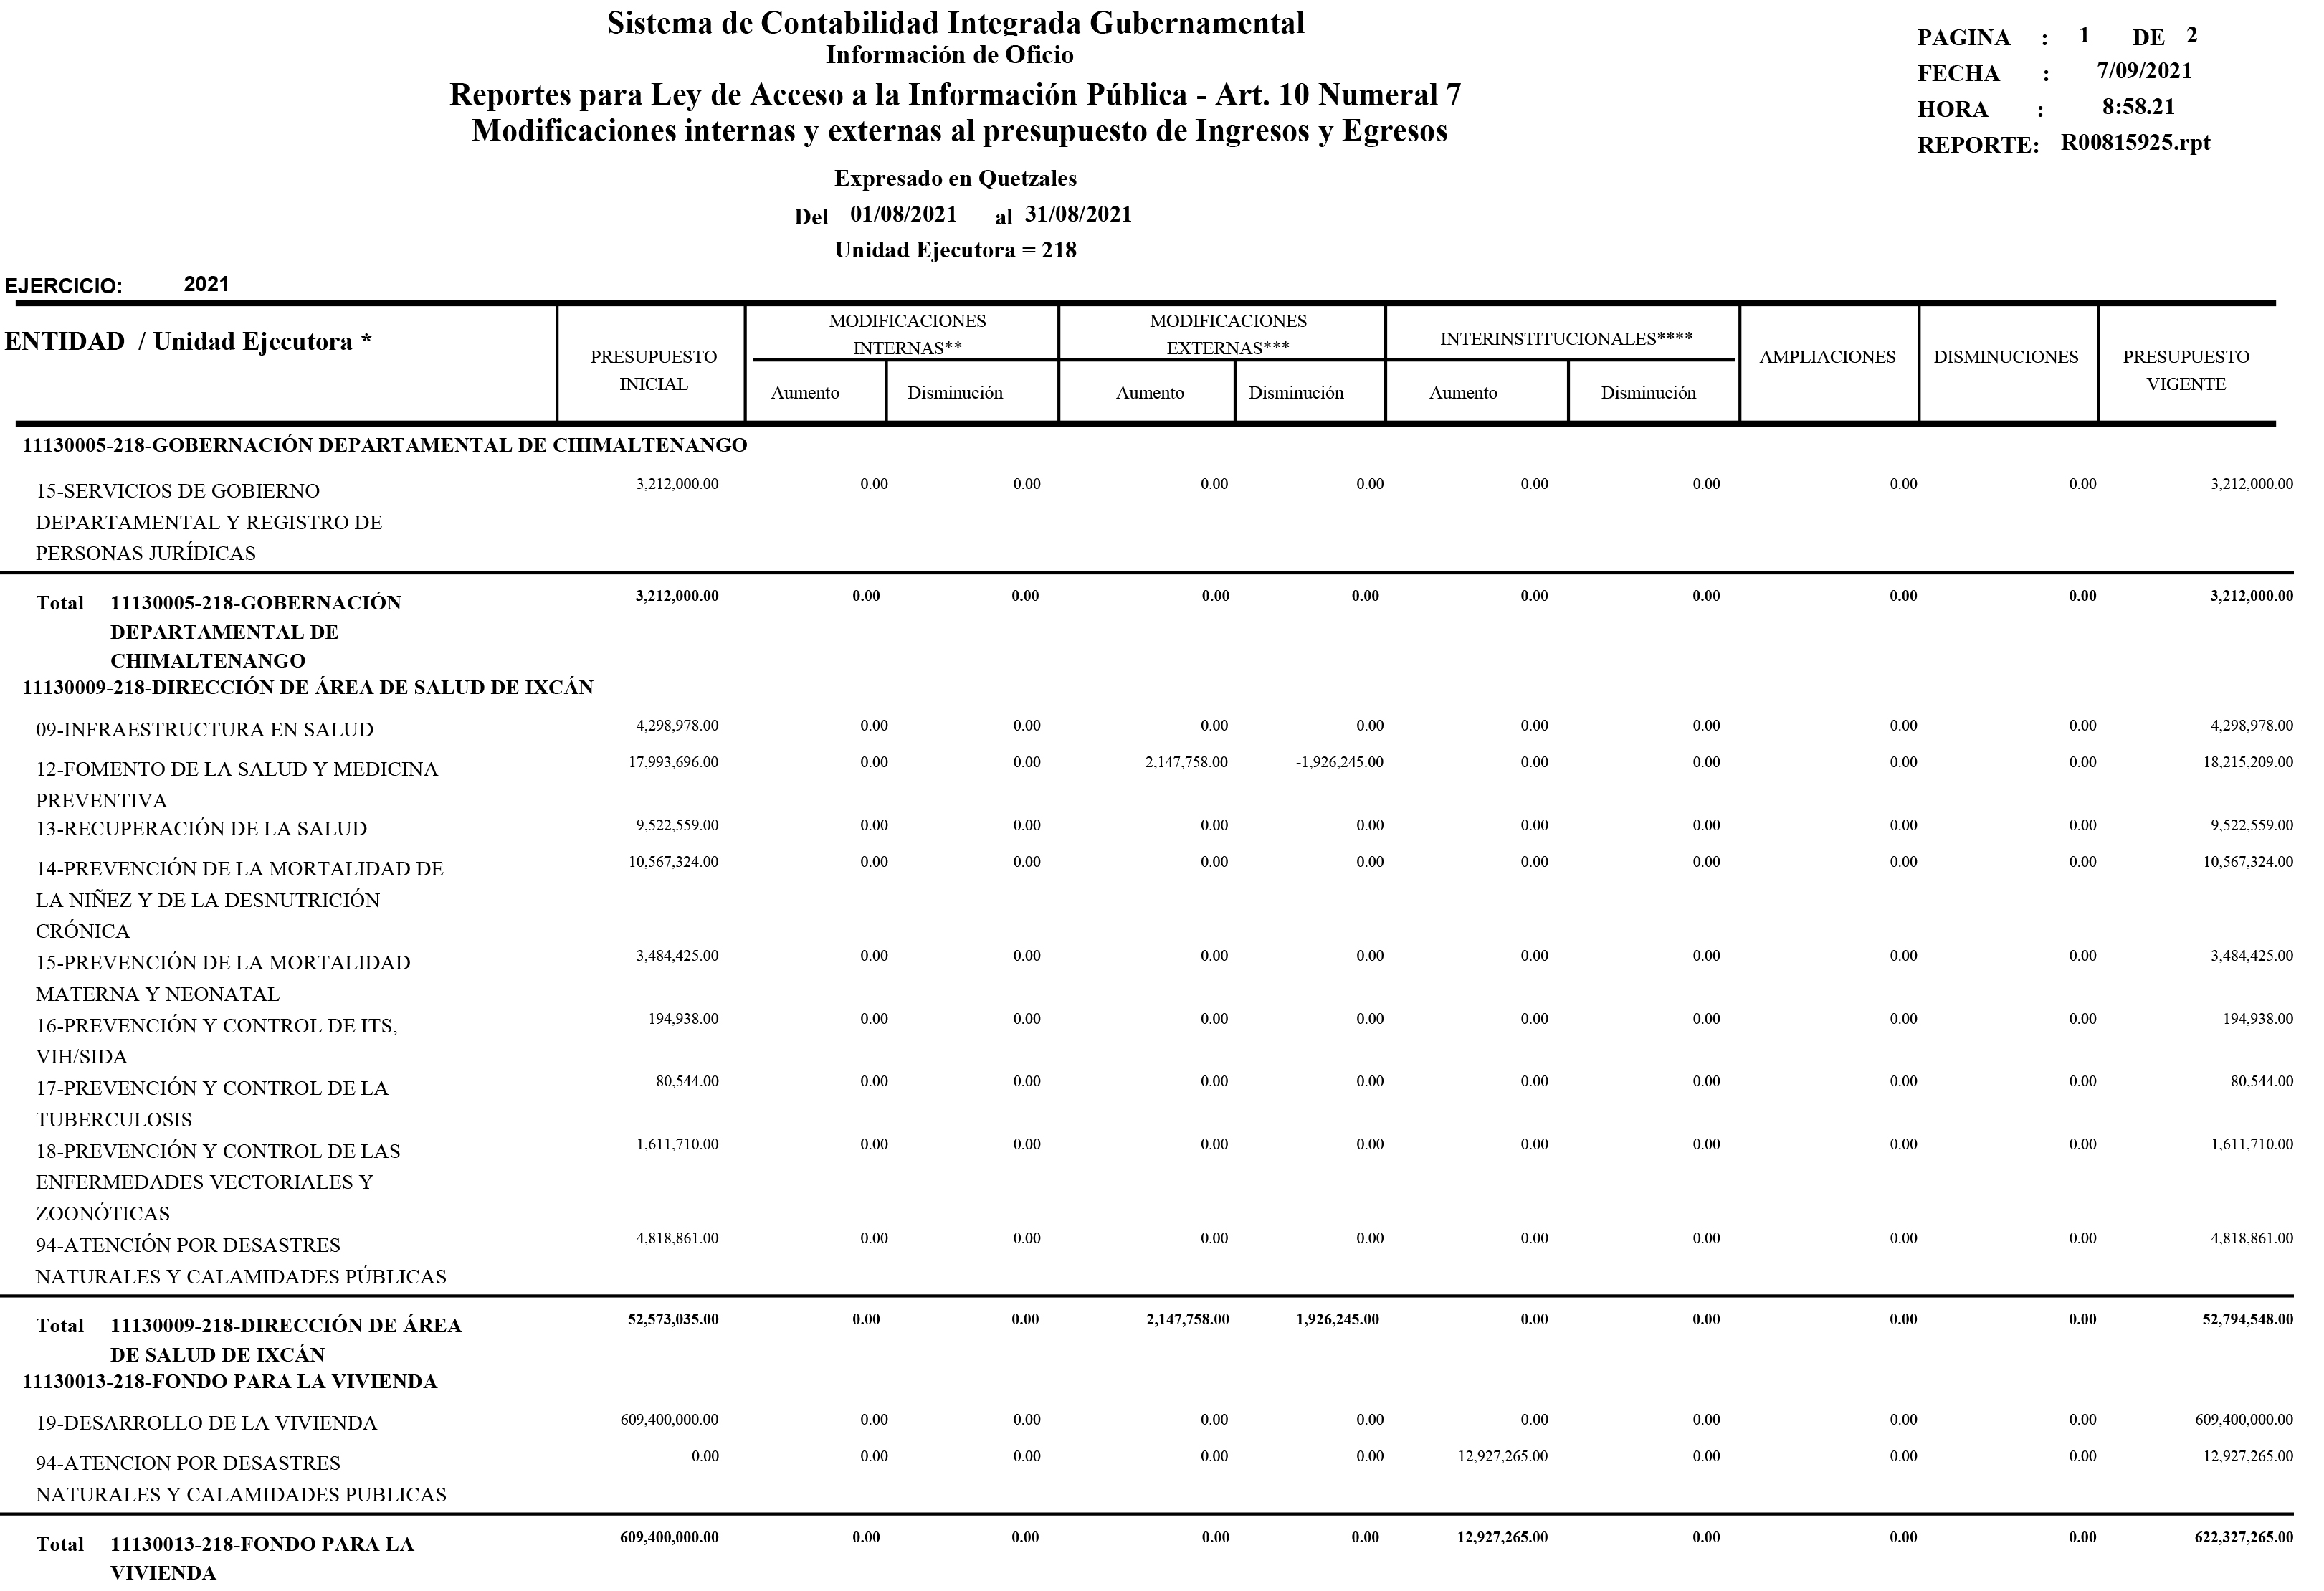 Sistema de Contabilidad Integrada Gubernamental
Información de Oficio
Reportes para Ley de Acceso a la Información Pública - Art. 10 Numeral 7
Modificaciones internas y externas al presupuesto de Ingresos y Egresos
Expresado en Quetzales
Del 01/08/2021 al 31/08/2021
Unidad Ejecutora = 218
PAGINA : 1 DE 2
FECHA : 7/09/2021
HORA : 8:58.21
REPORTE: R00815925.rpt
EJERCICIO: 2021
ENTIDAD / Unidad Ejecutora *
PRESUPUESTO
INICIAL
MODIFICACIONES
INTERNAS**
Aumento Disminución
MODIFICACIONES
EXTERNAS***
Aumento Disminución
INTERINSTITUCIONALES****
Aumento Disminución
AMPLIACIONES
DISMINUCIONES
PRESUPUESTO
VIGENTE
11130005-218-GOBERNACIÓN DEPARTAMENTAL DE CHIMALTENANGO
15-SERVICIOS DE GOBIERNO 3,212,000.00 0.00 0.00 0.00 0.00 0.00 0.00 0.00 0.00 3,212,000.00
DEPARTAMENTAL Y REGISTRO DE
PERSONAS JURÍDICAS
Total 11130005-218-GOBERNACIÓN 3,212,000.00 0.00 0.00 0.00 0.00 0.00 0.00 0.00 0.00 3,212,000.00
DEPARTAMENTAL DE
CHIMALTENANGO
11130009-218-DIRECCIÓN DE ÁREA DE SALUD DE IXCÁN
09-INFRAESTRUCTURA EN SALUD 4,298,978.00 0.00 0.00 0.00 0.00 0.00 0.00 0.00 0.00 4,298,978.00
12-FOMENTO DE LA SALUD Y MEDICINA 17,993,696.00 0.00 0.00 2,147,758.00 -1,926,245.00 0.00 0.00 0.00 0.00 18,215,209.00
PREVENTIVA
13-RECUPERACIÓN DE LA SALUD 9,522,559.00 0.00 0.00 0.00 0.00 0.00 0.00 0.00 0.00 9,522,559.00
14-PREVENCIÓN DE LA MORTALIDAD DE 10,567,324.00 0.00 0.00 0.00 0.00 0.00 0.00 0.00 0.00 10,567,324.00
LA NIÑEZ Y DE LA DESNUTRICIÓN
CRÓNICA
15-PREVENCIÓN DE LA MORTALIDAD 3,484,425.00 0.00 0.00 0.00 0.00 0.00 0.00 0.00 0.00 3,484,425.00
MATERNA Y NEONATAL
16-PREVENCIÓN Y CONTROL DE ITS, 194,938.00 0.00 0.00 0.00 0.00 0.00 0.00 0.00 0.00 194,938.00
VIH/SIDA
17-PREVENCIÓN Y CONTROL DE LA 80,544.00 0.00 0.00 0.00 0.00 0.00 0.00 0.00 0.00 80,544.00
TUBERCULOSIS
18-PREVENCIÓN Y CONTROL DE LAS 1,611,710.00 0.00 0.00 0.00 0.00 0.00 0.00 0.00 0.00 1,611,710.00
ENFERMEDADES VECTORIALES Y
ZOONÓTICAS
94-ATENCIÓN POR DESASTRES 4,818,861.00 0.00 0.00 0.00 0.00 0.00 0.00 0.00 0.00 4,818,861.00
NATURALES Y CALAMIDADES PÚBLICAS
Total 11130009-218-DIRECCIÓN DE ÁREA 52,573,035.00 0.00 0.00 2,147,758.00 -1,926,245.00 0.00 0.00 0.00 0.00 52,794,548.00
DE SALUD DE IXCÁN
11130013-218-FONDO PARA LA VIVIENDA
19-DESARROLLO DE LA VIVIENDA 609,400,000.00 0.00 0.00 0.00 0.00 0.00 0.00 0.00 0.00 609,400,000.00
94-ATENCION POR DESASTRES 0.00 0.00 0.00 0.00 0.00 12,927,265.00 0.00 0.00 0.00 12,927,265.00
NATURALES Y CALAMIDADES PUBLICAS
Total 11130013-218-FONDO PARA LA 609,400,000.00 0.00 0.00 0.00 0.00 12,927,265.00 0.00 0.00 0.00 622,327,265.00
VIVIENDA